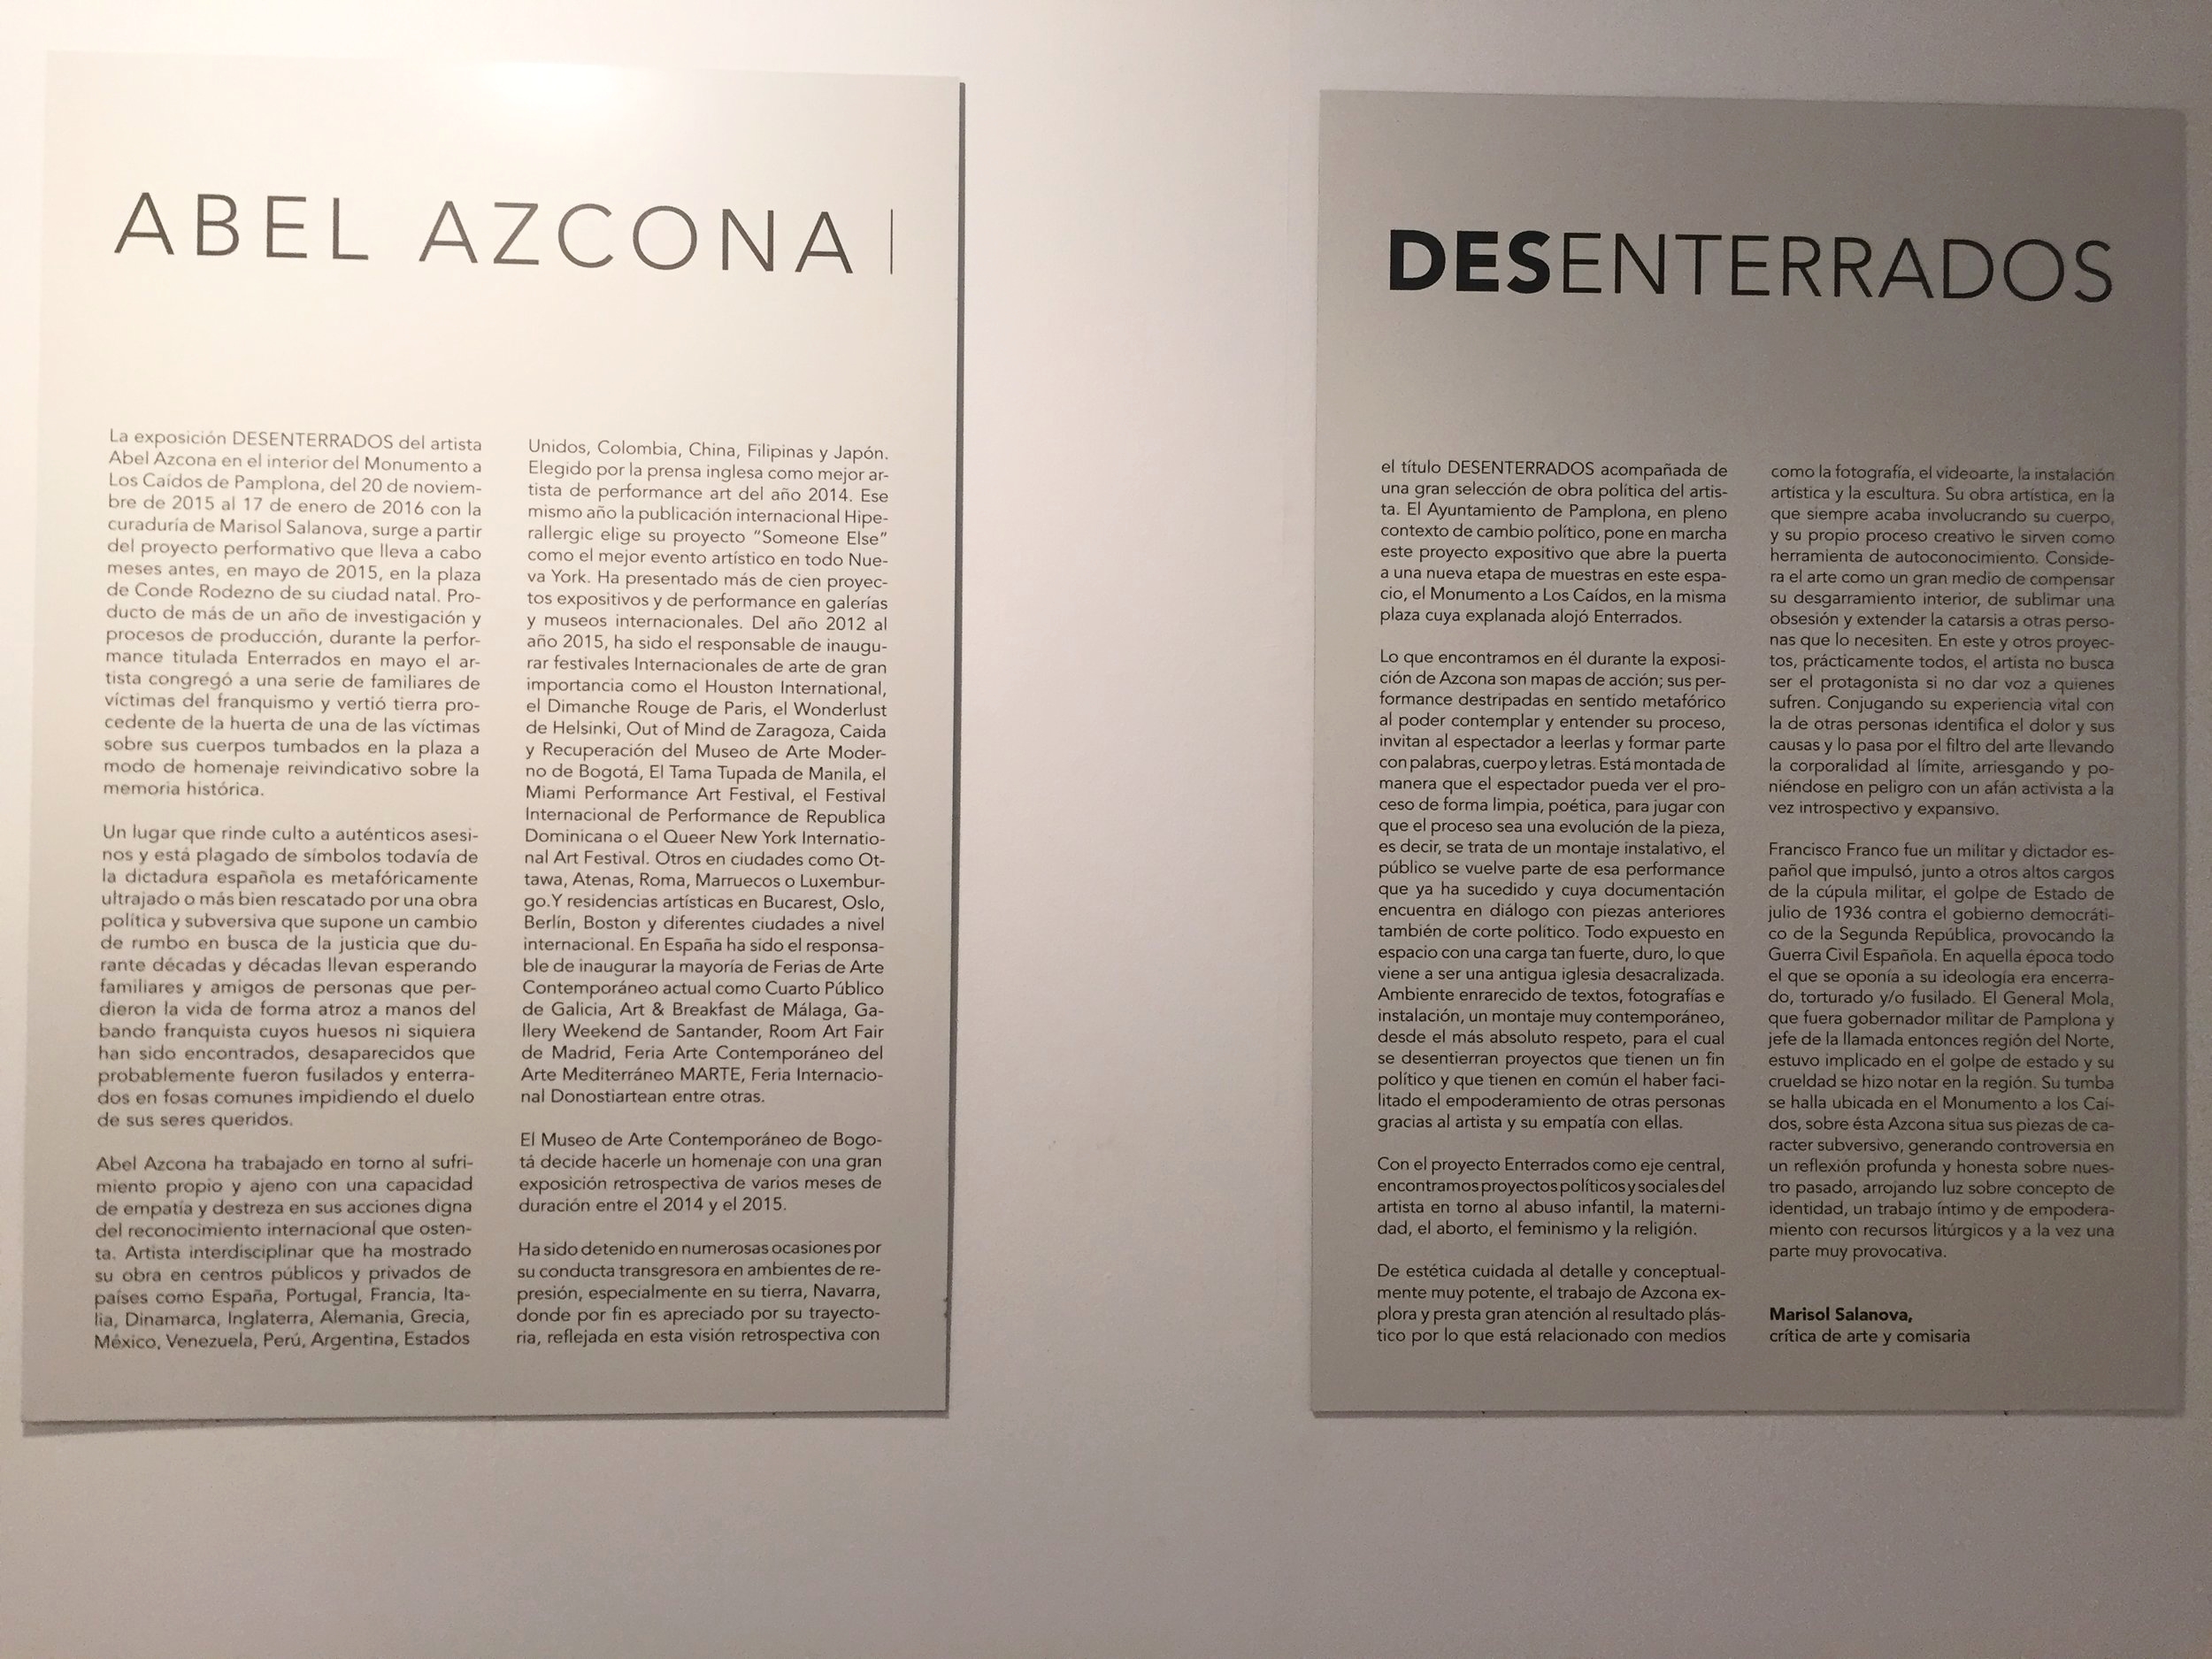 ABEL AZCONA |
La exposición DESENTERRADOS del artista
Abel Azcona en el interior del Monumento a
Los Caídos de Pamplona, del 20 de noviem-
bre de 2015 al 17 de enero de 2016 con la
curaduría de Marisol Salanova, surge a partir
del proyecto performativo que lleva a cabo
meses antes, en mayo de 2015, en la plaza
de Conde Rodezno de su ciudad natal. Pro-
ducto de más de un año de investigación y
procesos de producción, durante la perfor-
mance titulada Enterrados en mayo el ar-
tista congregó a una serie de familiares de
víctimas del franquismo y vertió tierra pro-
cedente de la huerta de una de las víctimas
sobre sus cuerpos tumbados en la plaza a
modo de homenaje reivindicativo sobre la
memoria histórica.
Un lugar que rinde culto a auténticos asesi-
nos y está plagado de símbolos todavía de
la dictadura española es metafóricamente
ultrajado o más bien rescatado por una obra
política y subversiva que supone un cambio
de rumbo en busca de la justicia que du-
rante décadas y décadas llevan esperando
familiares y amigos de personas que per-
dieron la vida de forma atroz a manos del
bando franquista cuyos huesos ni siquiera
han sido encontrados, desaparecidos que
probablemente fueron fusilados y enterra-
dos en fosas comunes impidiendo el duelo
de sus seres queridos.
Abel Azcona ha trabajado en torno al sufri-
miento propio y ajeno con una capacidad
de empatía y destreza en sus acciones digna
del reconocimiento internacional que osten-
ta. Artista interdisciplinar que ha mostrado
su obra en centros públicos y privados de
países como España, Portugal, Francia, Ita-
lia, Dinamarca, Inglaterra, Alemania, Grecia,
México, Venezuela, Perú, Argentina, Estados
Unidos, Colombia, China, Filipinas y Japón.
Elegido por la prensa inglesa como mejor ar-
tista de performance art del año 2014. Ese
mismo año la publicación internacional Hipe-
rallergic elige su proyecto "Someone Else"
como el mejor evento artístico en todo Nue-
va York. Ha presentado más de cien proyec-
tos expositivos y de performance en galerías
y museos internacionales. Del año 2012 al
año 2015, ha sido el responsable de inaugu-
rar festivales Internacionales de arte de gran
importancia como el Houston International,
el Dimanche Rouge de Paris, el Wonderlust
de Helsinki, Out of Mind de Zaragoza, Caida
y Recuperación del Museo de Arte Moder-
no de Bogotá, El Tama Tupada de Manila, el
Miami Performance Art Festival, el Festival
Internacional de Performance de Republica
Dominicana o el Queer New York Internatio-
nal Art Festival. Otros en ciudades como Ot-
tawa, Atenas, Roma, Marruecos o Luxembur-
go.Y residencias artísticas en Bucarest, Oslo,
Berlín, Boston y diferentes ciudades a nivel
internacional. En España ha sido el responsa-
ble de inaugurar la mayoría de Ferias de Arte
Contemporáneo actual como Cuarto Público
de Galicia, Art & Breakfast de Málaga, Ga-
llery Weekend de Santander, Room Art Fair
de Madrid, Feria Arte Contemporáneo del
Arte Mediterráneo MARTE, Feria Internacio-
nal Donostiartean entre otras.
El Museo de Arte Contemporáneo de Bogo-
tá decide hacerle un homenaje con una gran
exposición retrospectiva de varios meses de
duración entre el 2014 y el 2015.
Ha sido detenido en numerosas ocasiones por
su conducta transgresora en ambientes de re-
presión, especialmente en su tierra, Navarra,
donde por fin es apreciado por su trayecto-
ria, reflejada en esta visión retrospectiva con
DESENTERRADOS
el título DESENTERRADOS acompañada de
una gran selección de obra política del artis-
ta. El Ayuntamiento de Pamplona, en pleno
contexto de cambio político, pone en marcha
este proyecto expositivo que abre la puerta
a una nueva etapa de muestras en este espa-
cio, el Monumento a Los Caídos, en la misma
plaza cuya explanada alojó Enterrados.
Lo que encontramos en él durante la exposi-
ción de Azcona son mapas de acción; sus per-
formance destripadas en sentido metafórico
al poder contemplar y entender su proceso,
invitan al espectador a leerlas y formar parte
con palabras, cuerpo y letras. Está montada de
manera que el espectador pueda ver el pro-
ceso de forma limpia, poética, para jugar con
que el proceso sea una evolución de la pieza,
es decir, se trata de un montaje instalativo, el
público se vuelve parte de esa performance
que ya ha sucedido y cuya documentación
encuentra en diálogo con piezas anteriores
también de corte político. Todo expuesto en
espacio con una carga tan fuerte, duro, lo que
viene a ser una antigua iglesia desacralizada.
Ambiente enrarecido de textos, fotografías e
instalación, un montaje muy contemporáneo,
desde el más absoluto respeto, para el cual
se desentierran proyectos que tienen un fin
político y que tienen en común el haber faci-
litado el empoderamiento de otras personas
gracias al artista y su empatía con ellas.
Con el proyecto Enterrados como eje central,
encontramos proyectos políticos y sociales del
artista en torno al abuso infantil, la materni-
dad, el aborto, el feminismo y la religión.
De estética cuidada al detalle y conceptual-
mente muy potente, el trabajo de Azcona ex-
plora y presta gran atención al resultado plás-
tico por lo que está relacionado con medios
como la fotografía, el videoarte, la instalación
artística y la escultura. Su obra artística, en la
que siempre acaba involucrando su cuerpo,
y su propio proceso creativo le sirven como
herramienta de autoconocimiento. Conside-
ra el arte como un gran medio de compensar
su desgarramiento interior, de sublimar una
obsesión y extender la catarsis a otras perso-
nas que lo necesiten. En este y otros proyec-
tos, prácticamente todos, el artista no busca
ser el protagonista si no dar voz a quienes
sufren. Conjugando su experiencia vital con
la de otras personas identifica el dolor y sus
causas y lo pasa por el filtro del arte llevando
la corporalidad al límite, arriesgando y po-
niéndose en peligro con un afán activista a la
vez introspectivo y expansivo.
Francisco Franco fue un militar y dictador es-
pañol que impulsó, junto a otros altos cargos
de la cúpula militar, el golpe de Estado de
julio de 1936 contra el gobierno democráti-
co de la Segunda República, provocando la
Guerra Civil Española. En aquella época todo
el que se oponía a su ideología era encerra-
do, torturado y/o fusilado. El General Mola,
que fuera gobernador militar de Pamplona y
jefe de la llamada entonces región del Norte,
estuvo implicado en el golpe de estado y su
crueldad se hizo notar en la región. Su tumba
se halla ubicada en el Monumento a los Caí-
dos, sobre ésta Azcona situa sus piezas de ca-
racter subversivo, generando controversia en
un reflexión profunda y honesta sobre nues-
tro pasado, arrojando luz sobre concepto de
identidad, un trabajo íntimo y de empodera-
miento con recursos litúrgicos y a la vez una
parte muy provocativa.
Marisol Salanova,
crítica de arte y comisaria